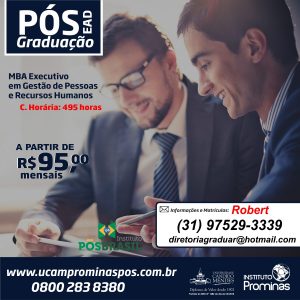 PÓS EAD
Graduação
MBA Executivo
em Gestão de Pessoas
e Recursos Humanos
C. Horária: 495 horas
A PARTIR DE
R$95,00
mensais
Instituto
POSBRASIL
Informações e Matrículas: Robert
(31) 97529-3339
diretoriagraduar@hotmail.com
www.ucamprominaspos.com.br
0800 283 8380
INSTITUTO
Prominas